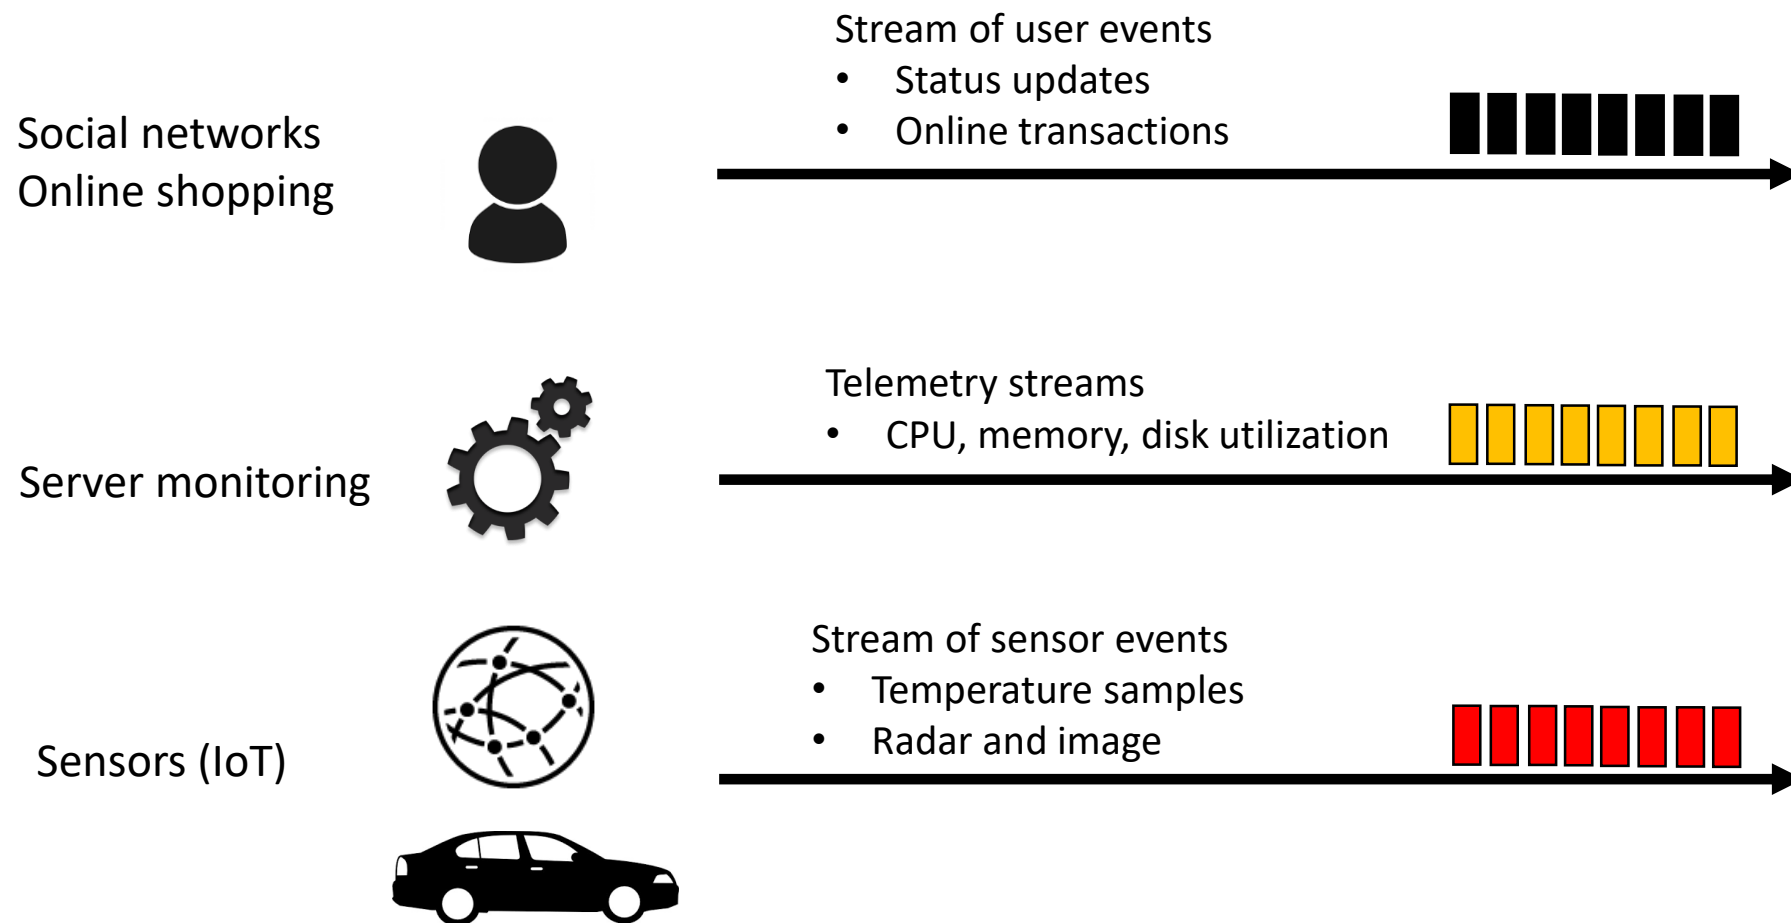 Social networks
Online shopping
Stream of user events
• Status updates
• Online transactions
Server monitoring
Telemetry streams
• CPU, memory, disk utilization
Sensors (IoT)
Stream of sensor events
• Temperature samples
• Radar and image